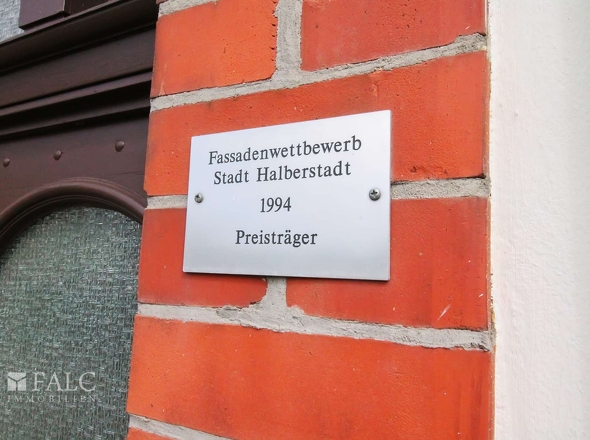 Fassadenwettbewerb
Stadt Halberstadt
1994
Preisträger
FALC
IMMOBILIEN